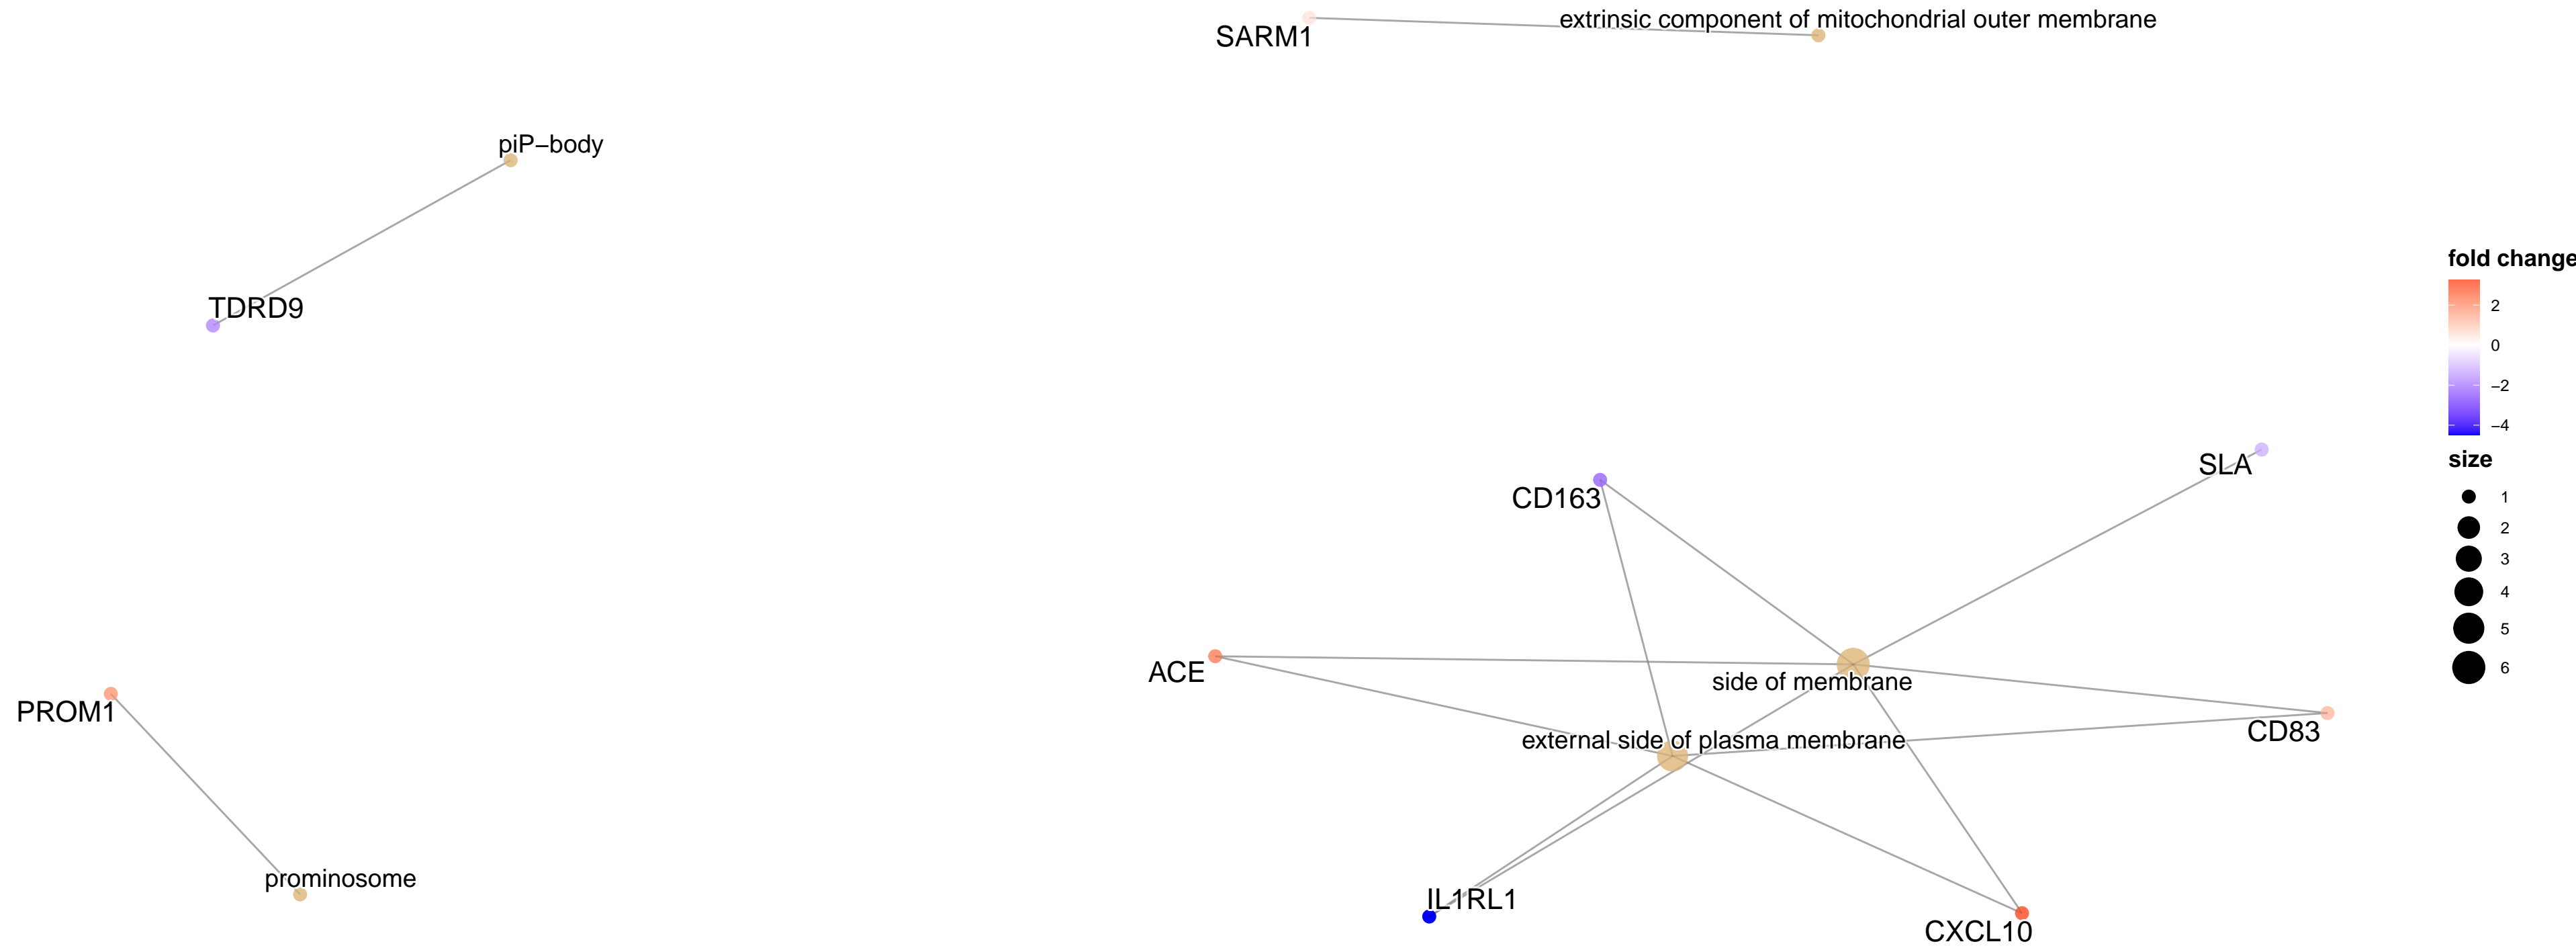 extrinsic component of mitochondrial outer membrane
SARM1
piP−body
TDRD9
fold change
2
0
−2
−4
SLA
size
CD163
1
2
3
4
5
6
ACE
side of membrane
PROM1
CD83
external side of plasma membrane
prominosome
IL1RL1
CXCL10